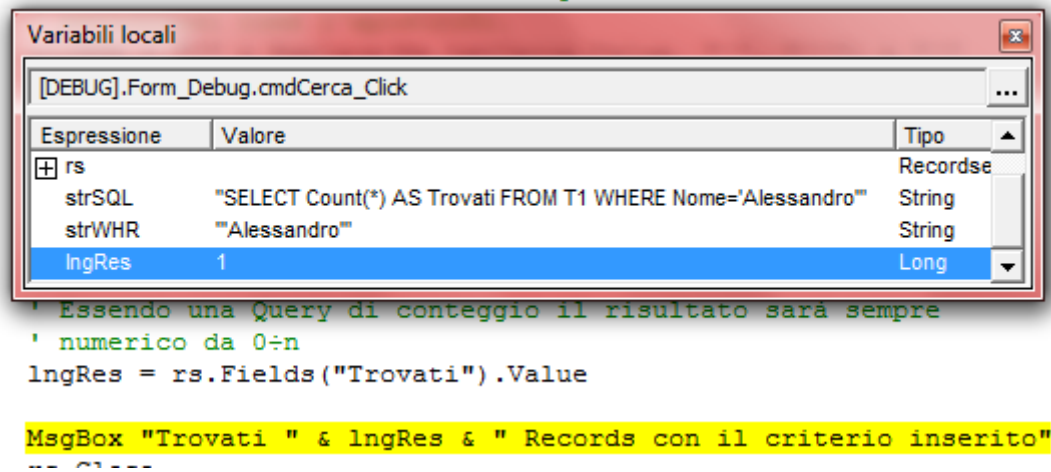 Variabili locali
[DEBUG].Form_Debug.cmdCerca_Click
...
Espressione Valore Tipo
rs Recordse
strSQL "SELECT Count(*) AS Trovati FROM T1 WHERE Nome='Alessandro'" String
strWHR "'Alessandro'" String
lngRes 1 Long
' Essendo una Query di conteggio il risultato sarà sempre
' numerico da 0÷n
lngRes = rs.Fields("Trovati").Value
MsgBox "Trovati " & lngRes & " Records con il criterio inserito"